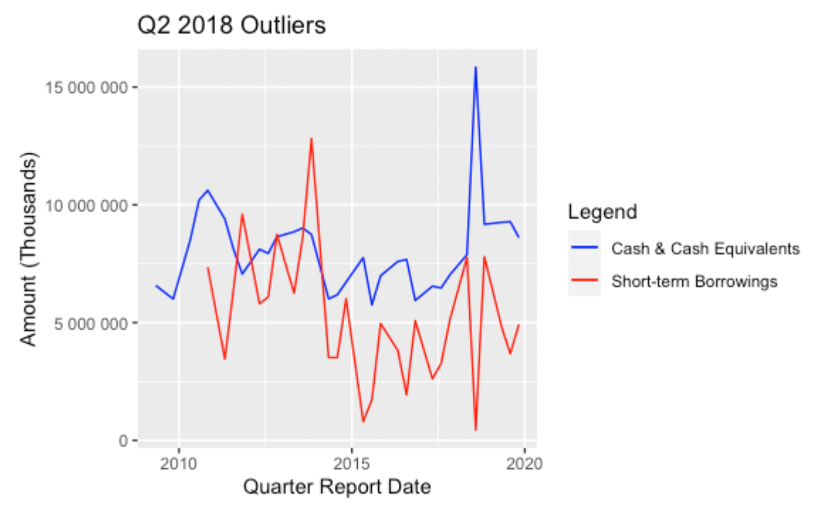 Q2 2018 Outliers
15 000 000
10 000 000
5 000 000
0
Amount (Thousands)
2010 2015 2020
Quarter Report Date
Legend
Cash & Cash Equivalents
Short-term Borrowings